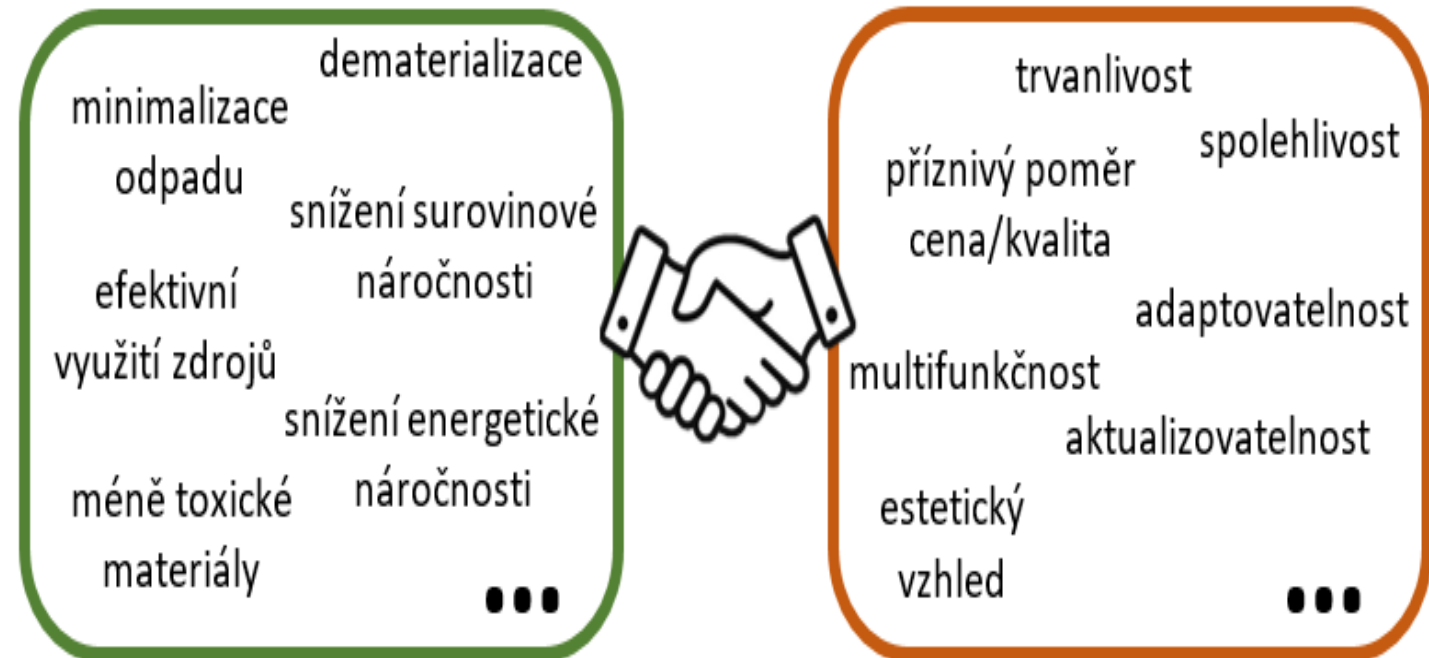 dematerializace
minimalizace
odpadu
snížení surovinové
náročnosti
efektivní
využití zdrojů
snížení energetické
náročnosti
méně toxické
materiály
...
trvanlivost
spolehlivost
příznivý poměr
cena/kvalita
adaptovatelnost
multifunkčnost
aktualizovatelnost
estetický
vzhled
...